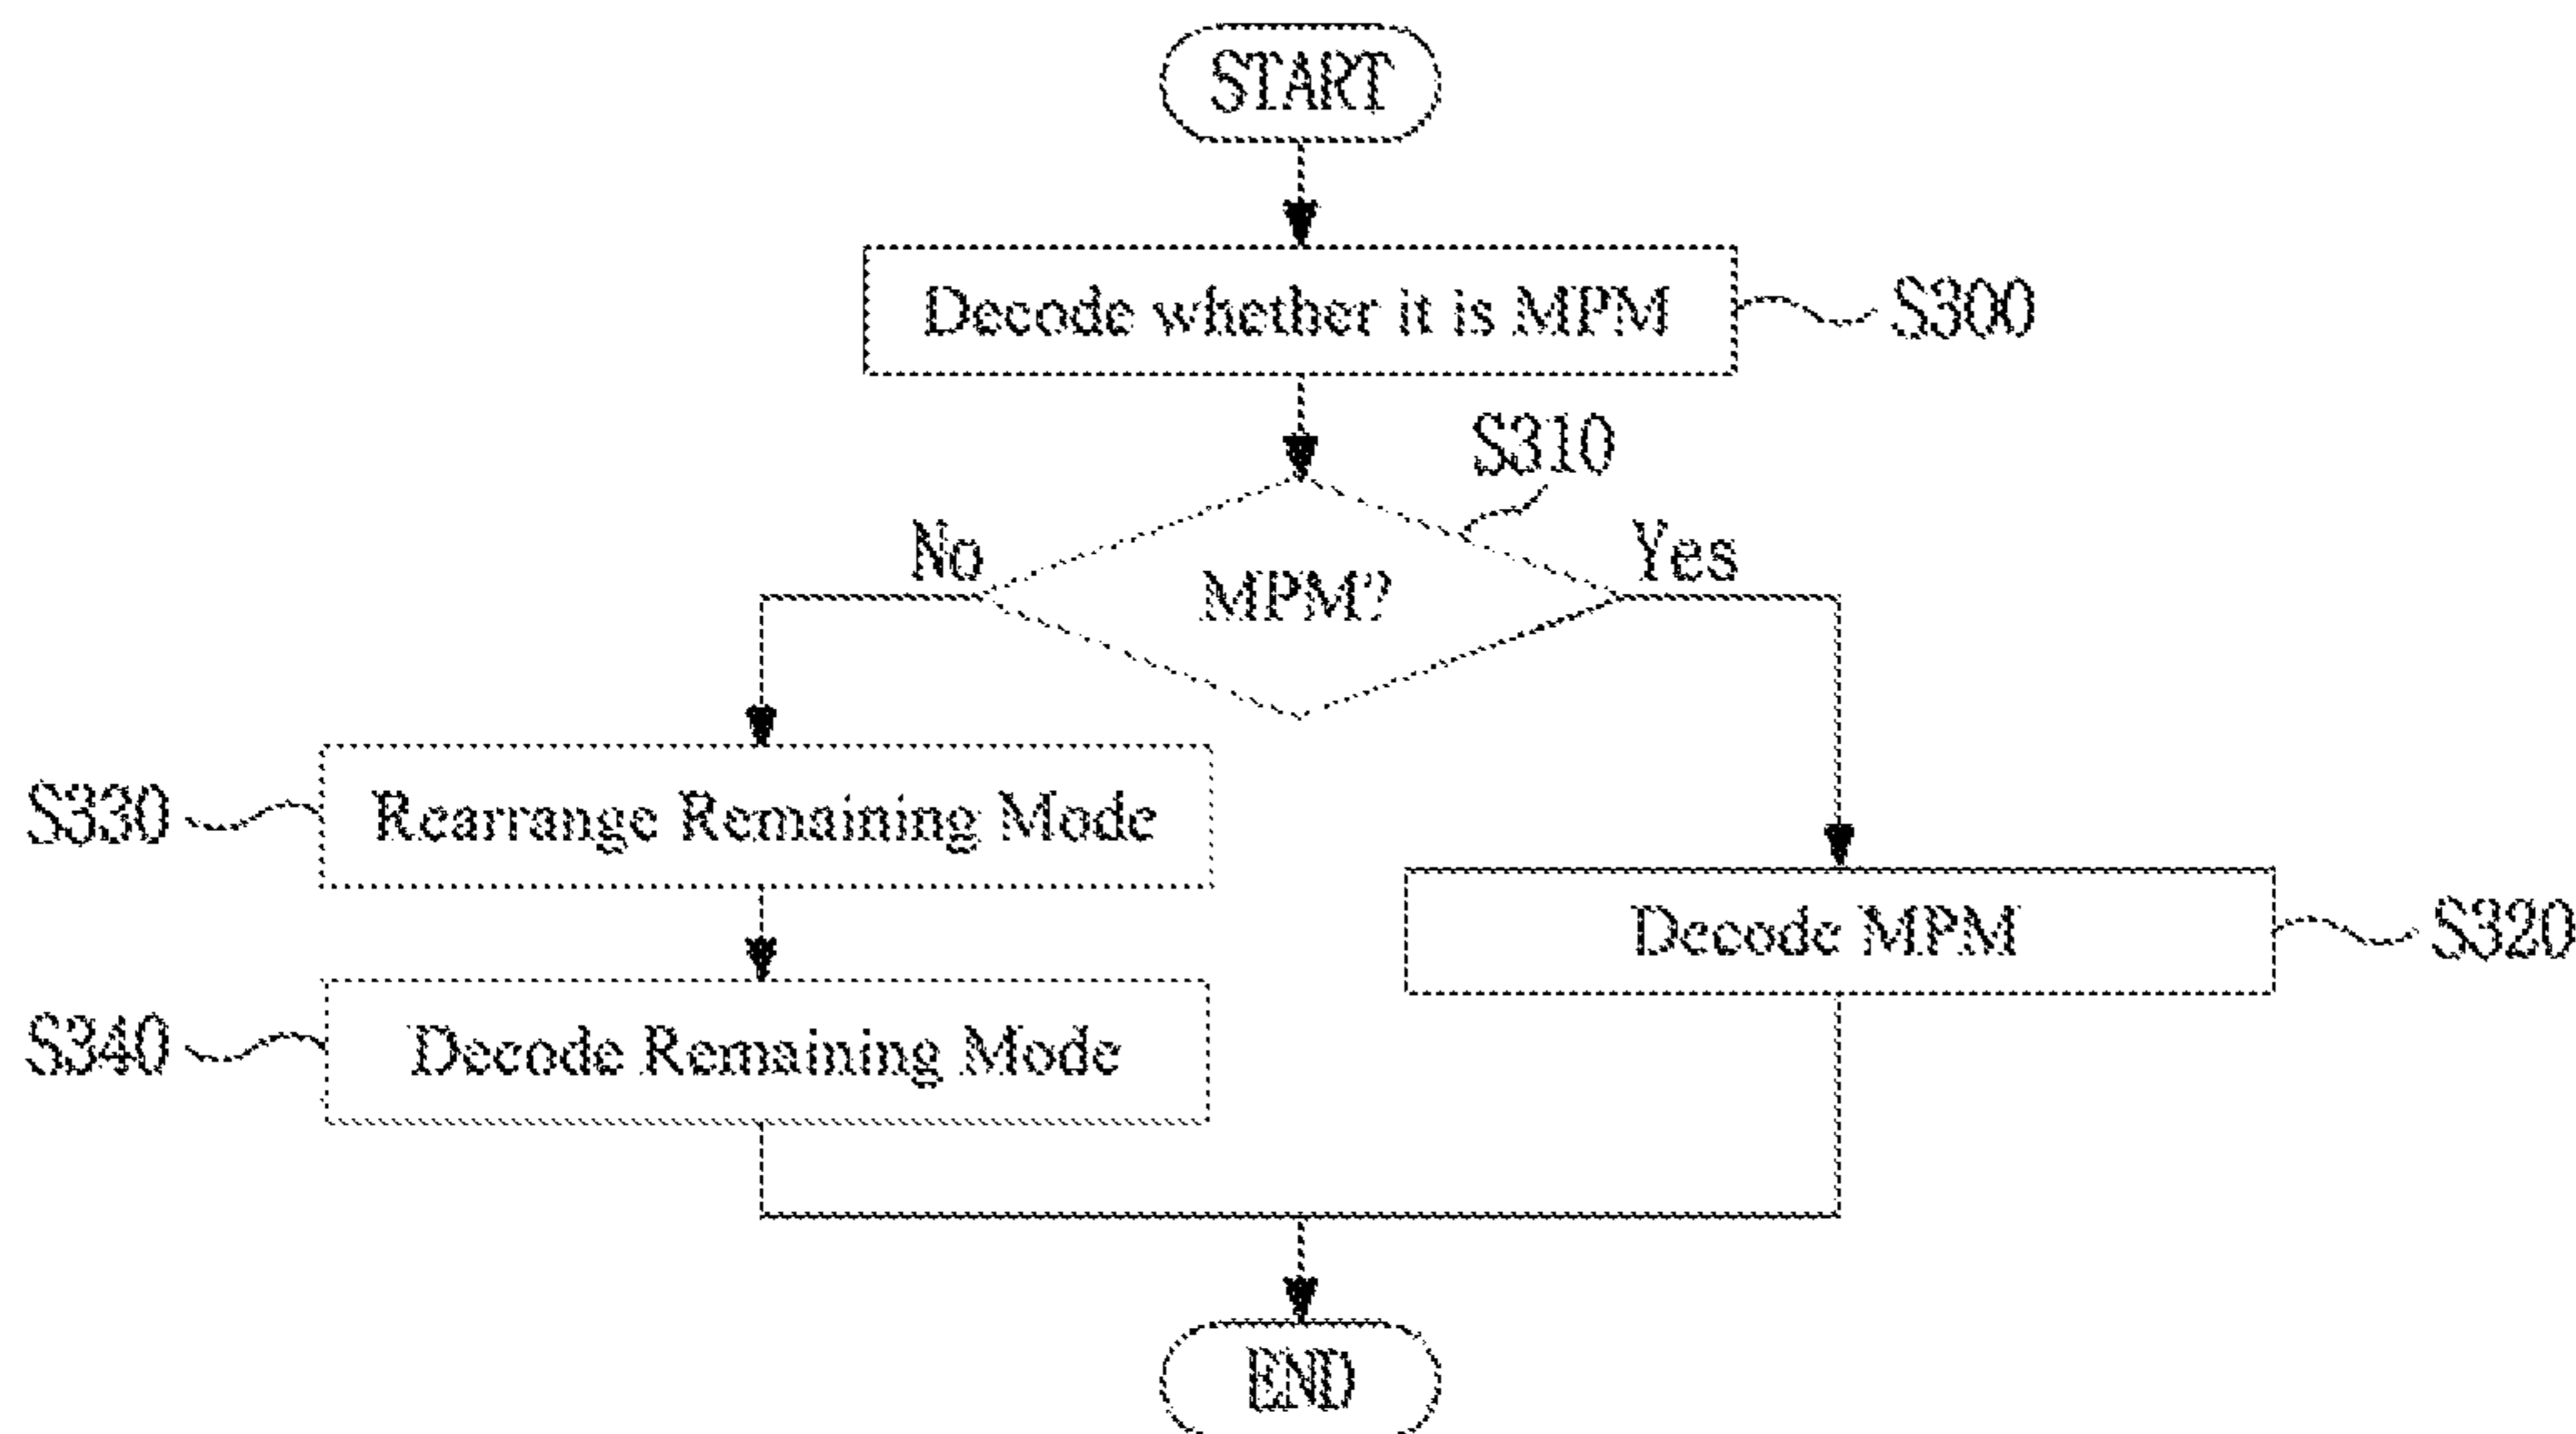 START
Decode whether it is MPM
S300
S310
No
Yes
MPM?
S330
Rearrange Remaining Mode
Decode MPM
S320
S340
Decode Remaining Mode
END